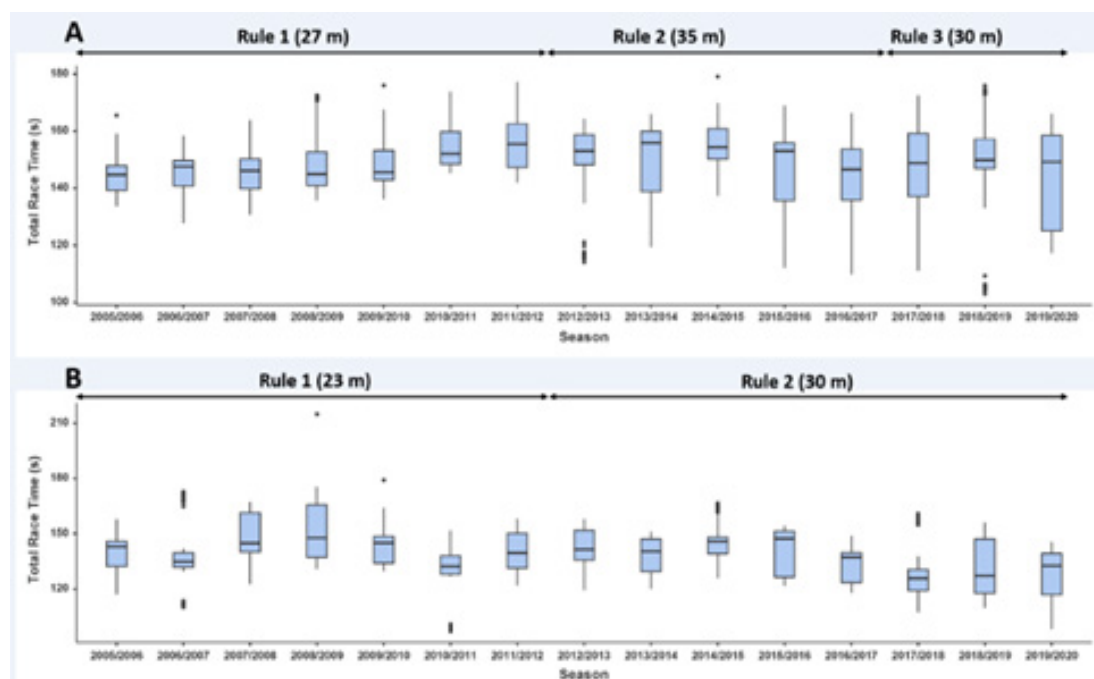 A
Rule 1 (27 m) Rule 2 (35 m) Rule 3 (30 m)
180
160
140
120
100
Total Race Time (s)
2005/2006 2006/2007 2007/2008 2008/2009 2009/2010 2010/2011 2011/2012 2012/2013 2013/2014 2014/2015 2015/2016 2016/2017 2017/2018 2018/2019 2019/2020
Season
B
Rule 1 (23 m) Rule 2 (30 m)
210
180
150
120
Total Race Time (s)
2005/2006 2006/2007 2007/2008 2008/2009 2009/2010 2010/2011 2011/2012 2012/2013 2013/2014 2014/2015 2015/2016 2016/2017 2017/2018 2018/2019 2019/2020
Season